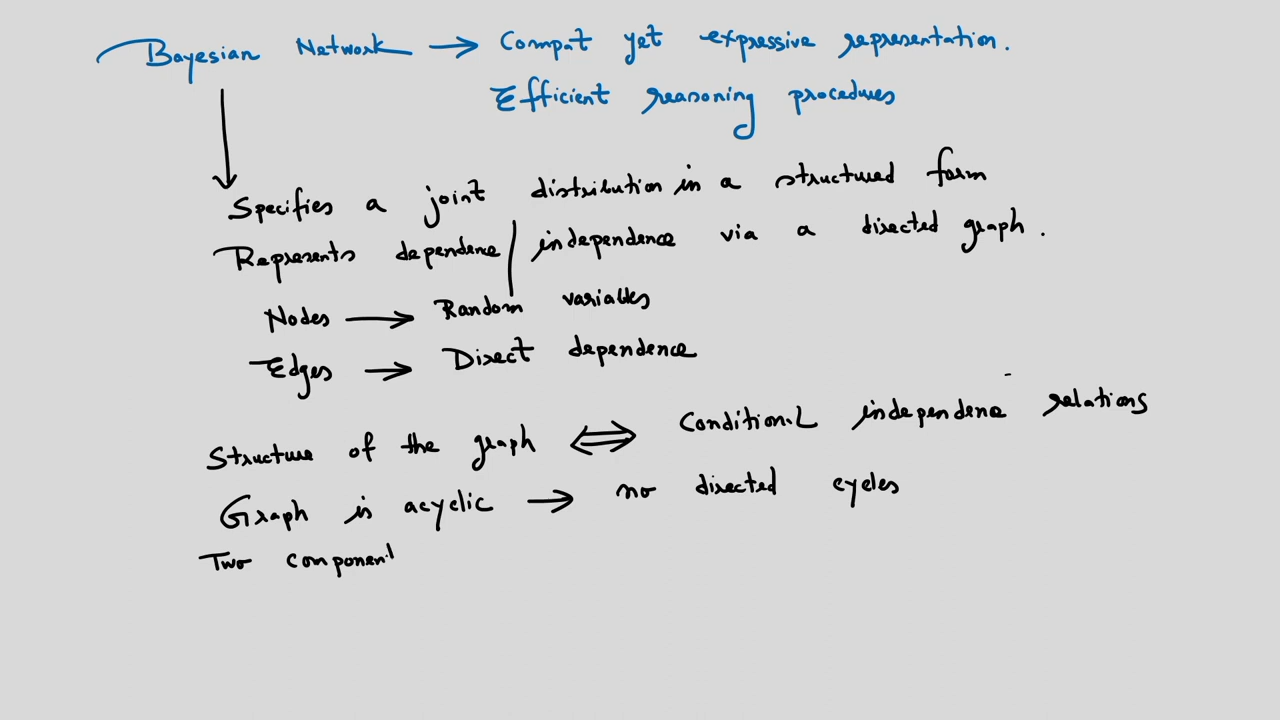 Bayesian Network → Compat yet expressive representation.
Efficient reasoning procedures
Specifies a joint distribution in a structured form
Represents dependence | independence via a directed graph.
Nodes → Random variables
Edges → Direct dependence
Structure of the graph ⇔ Conditional independence relations
Graph is acyclic → no directed cycles
Two component